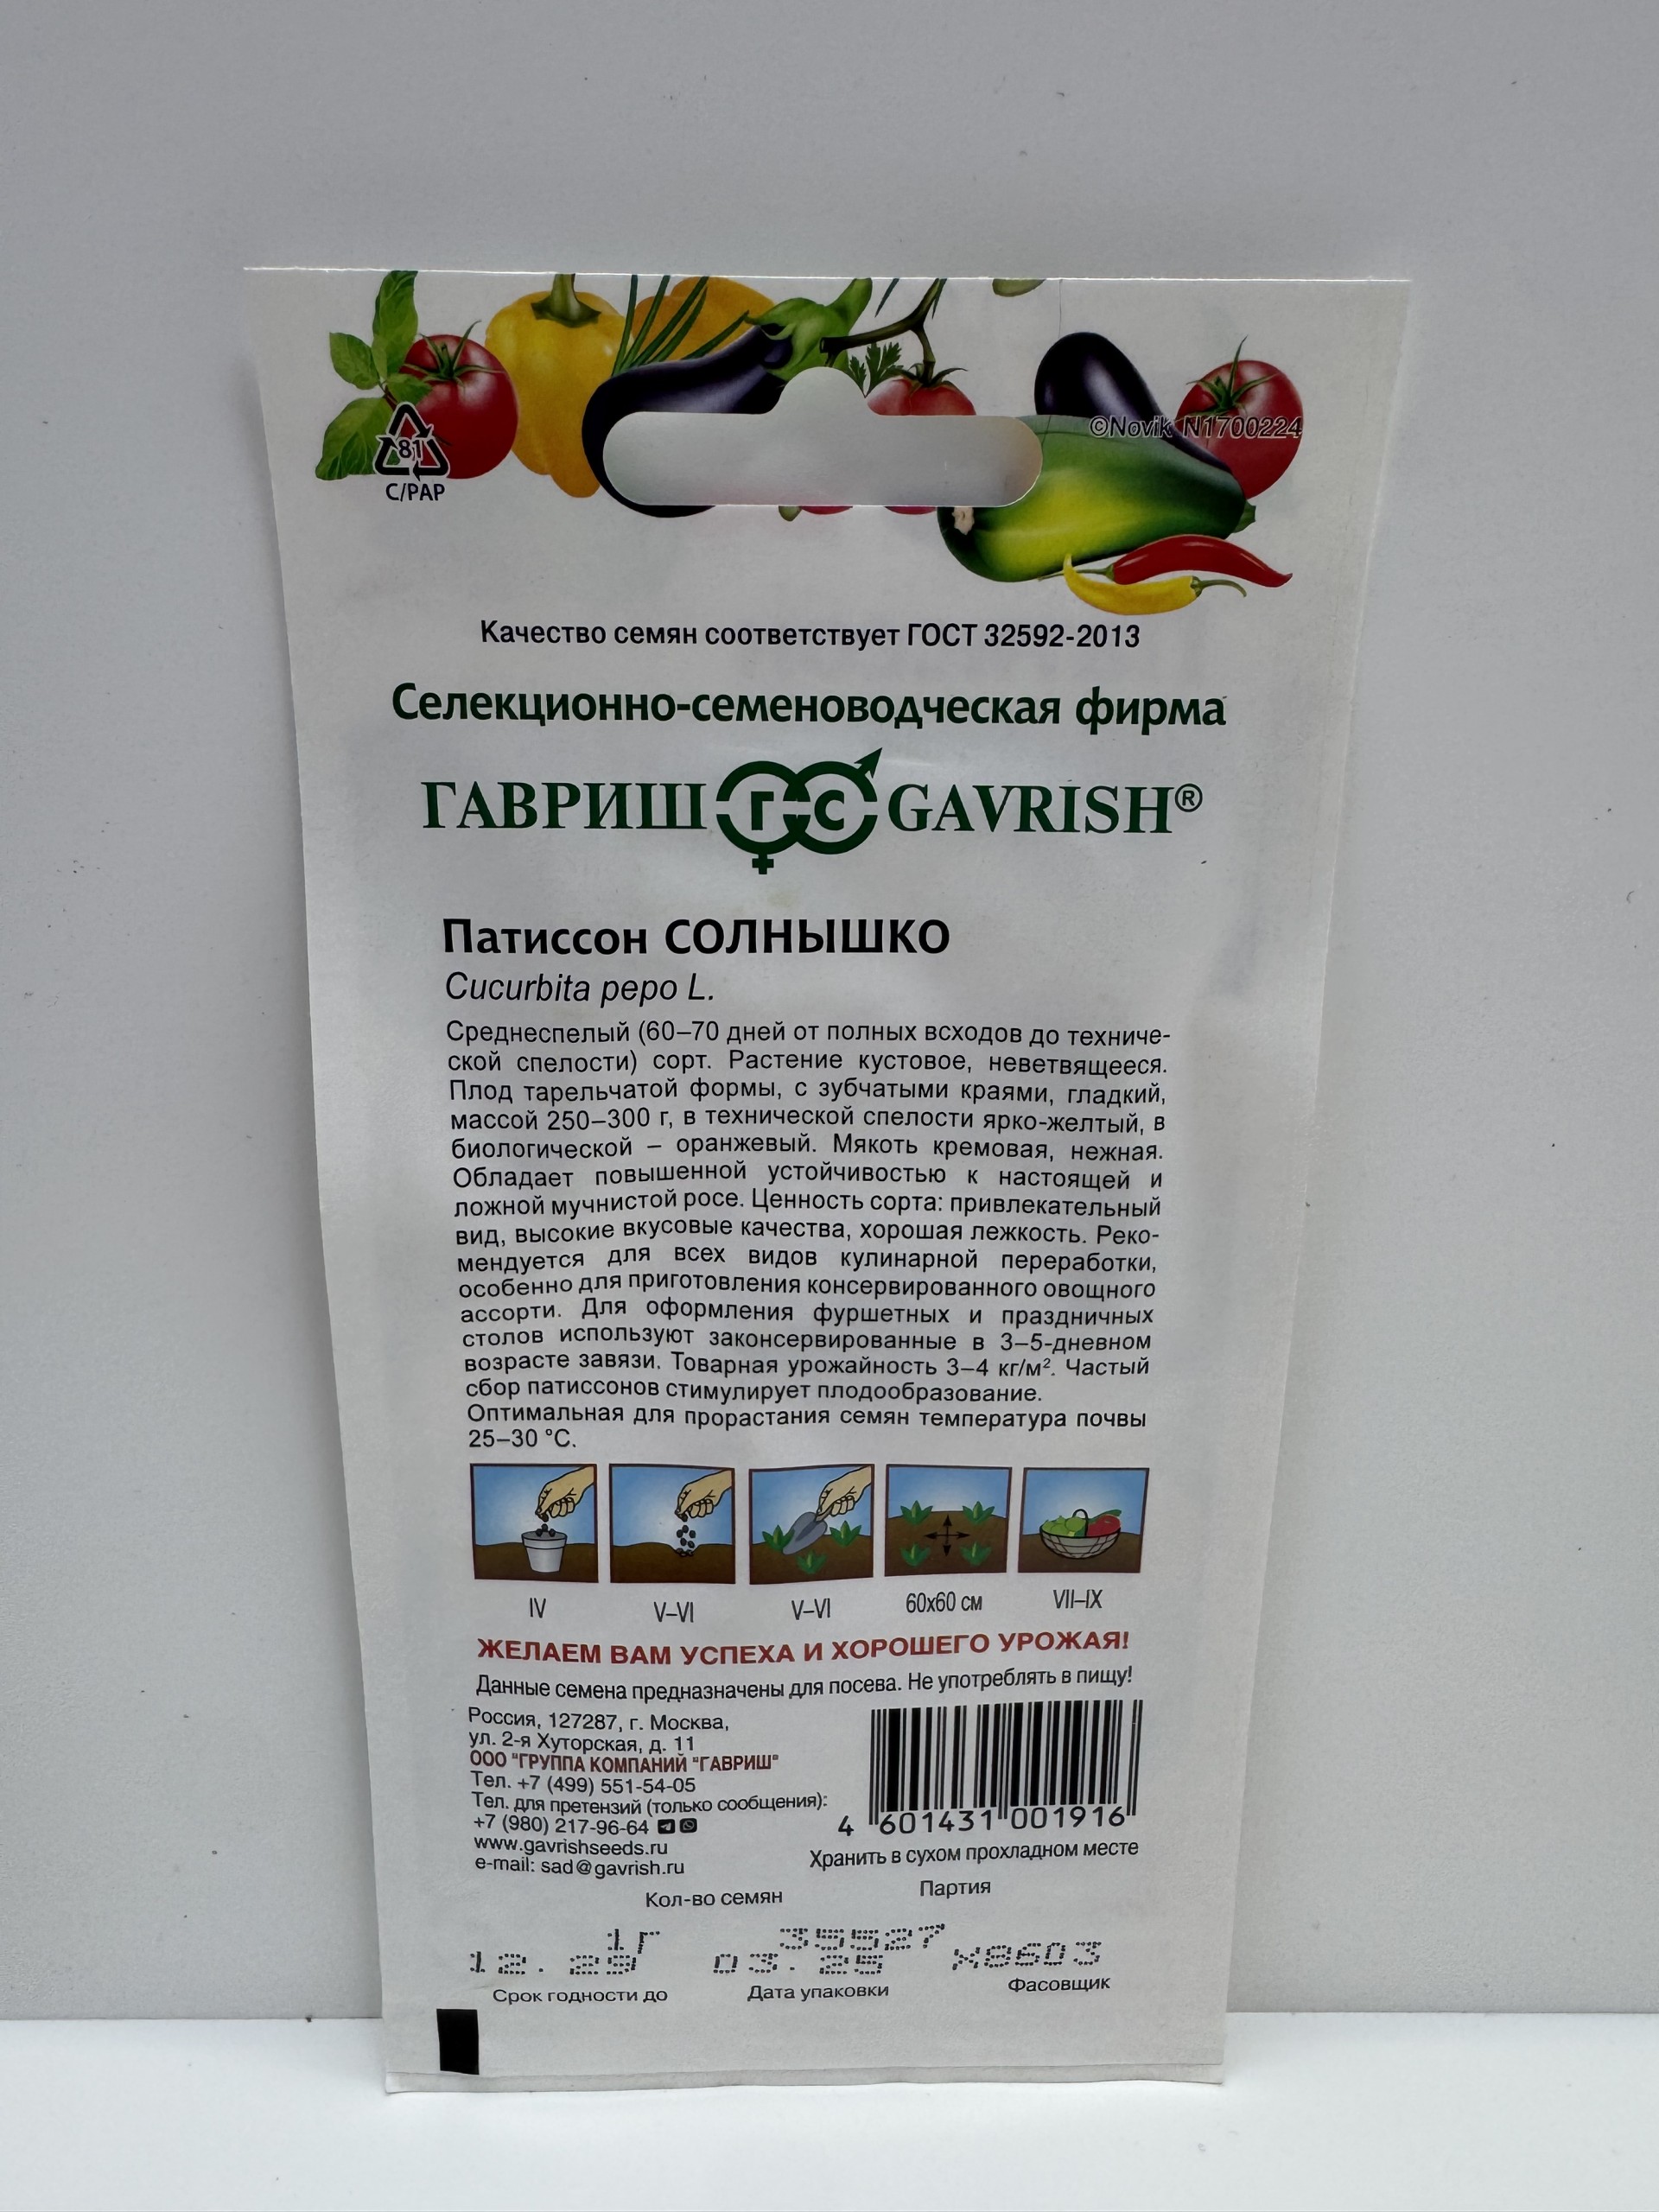 ©Novik N1700224
81
C/PAP
Качество семян соответствует ГОСТ 32592-2013
Селекционно-семеноводческая фирма
ГАВРИШ ГС GAVRISH®
Патиссон СОЛНЫШКО
Cucurbita pepo L.
Среднеспелый (60–70 дней от полных всходов до техниче-
ской спелости) сорт. Растение кустовое, неветвящееся.
Плод тарельчатой формы, с зубчатыми краями, гладкий,
массой 250–300 г, в технической спелости ярко-желтый, в
биологической – оранжевый. Мякоть кремовая, нежная.
Обладает повышенной устойчивостью к настоящей и
ложной мучнистой росе. Ценность сорта: привлекательный
вид, высокие вкусовые качества, хорошая лежкость. Реко-
мендуется для всех видов кулинарной переработки,
особенно для приготовления консервированного овощного
ассорти. Для оформления фуршетных и праздничных
столов используют законсервированные в 3–5-дневном
возрасте завязи. Товарная урожайность 3–4 кг/м². Частый
сбор патиссонов стимулирует плодообразование.
Оптимальная для прорастания семян температура почвы
25–30 °С.
IV V–VI V–VI 60х60 см VII–IX
ЖЕЛАЕМ ВАМ УСПЕХА И ХОРОШЕГО УРОЖАЯ!
Данные семена предназначены для посева. Не употреблять в пищу!
Россия, 127287, г. Москва,
ул. 2-я Хуторская, д. 11
ООО "ГРУППА КОМПАНИЙ "ГАВРИШ"
Тел. +7 (499) 551-54-05
Тел. для претензий (только сообщения):
+7 (980) 217-96-64
www.gavrishseeds.ru
e-mail: sad@gavrish.ru
4 601431 001916
Хранить в сухом прохладном месте
Кол-во семян Партия
1г 35527
12.29 03.25 х8603
Срок годности до Дата упаковки Фасовщик